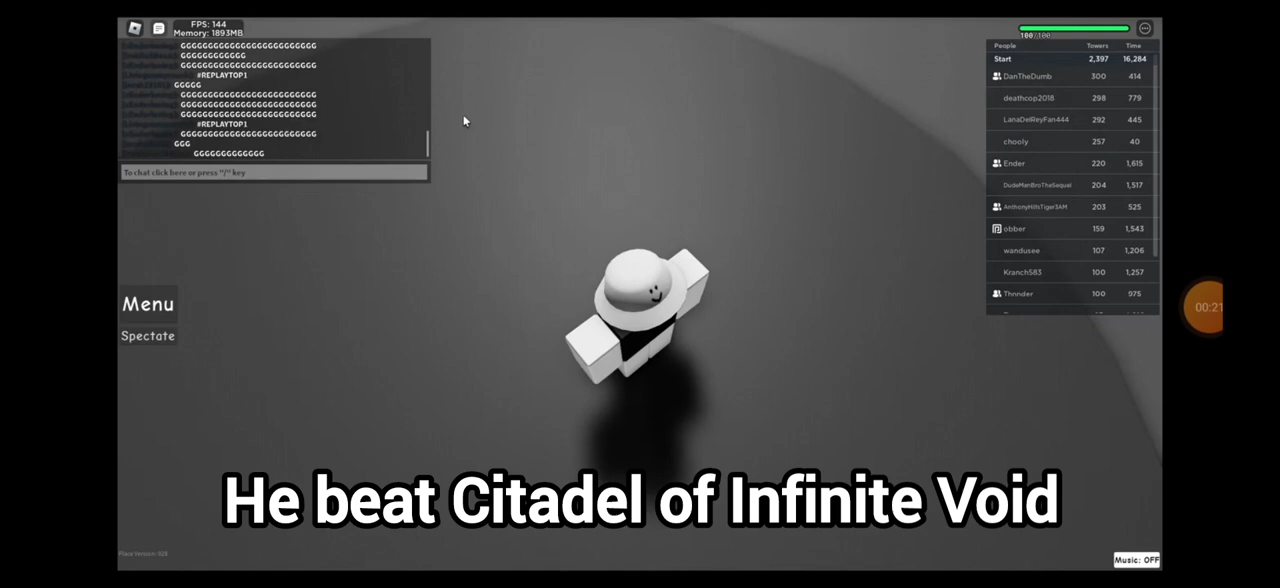 FPS: 144
Memory: 1893MB
GGGGGGGGGGGGGGGGGGGGGGGGG
GGGGGGGGGGGG
GGGGGGGGGGGGGGGGGGGGGGGGG
#REPLAYTOP1
GGGGG
GGGGGGGGGGGGGGGGGGGGGGGGG
GGGGGGGGGGGGGGGGGGGGGGGGG
GGGGGGGGGGGGGGGGGGGGGGGGG
#REPLAYTOP1
GGGGGGGGGGGGGGGGGGGGGGGGG
GGG
GGGGGGGGGGGGG
To chat click here or press "/" key
100/100
People Towers Time
Start 2,397 16,284
DanTheDumb 300 414
deathcop2018 298 779
LanaDelReyFan444 292 445
chooly 257 40
Ender 220 1,615
DudeManBroTheSequal 204 1,517
AnthonyHillsTiger3AM 203 525
obber 159 1,543
wandusee 107 1,206
Kranch583 100 1,257
Thnnder 100 975
Menu
Spectate
00:21
He beat Citadel of Infinite Void
Music: OFF